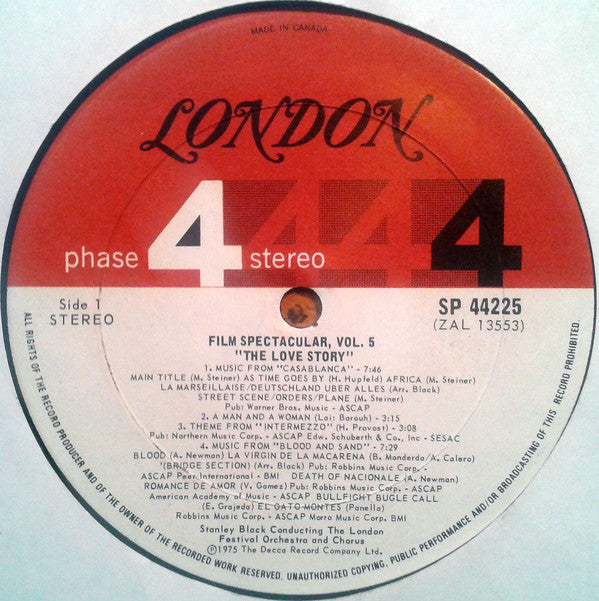 MADE IN CANADA
LONDON
phase 4 stereo 4 4 4
Side 1
STEREO
SP 44225
(ZAL 13553)
FILM SPECTACULAR, VOL. 5
"THE LOVE STORY"
1. MUSIC FROM "CASABLANCA" - 7:46
MAIN TITLE (M. Steiner) AS TIME GOES BY (H. Hupfeld) AFRICA (M. Steiner)
LA MARSEILLAISE/DEUTSCHLAND UBER ALLES (Arr. Black)
STREET SCENE/ORDERS/PLANE (M. Steiner)
Pub: Warner Bros. Music - ASCAP
2. A MAN AND A WOMAN (Lai: Barouh) - 3:15
3. THEME FROM "INTERMEZZO" (H. Provost) - 3:08
Pub: Northern Music Corp. - ASCAP Edw. Schuberth & Co., Inc - SESAC
4. MUSIC FROM "BLOOD AND SAND" - 7:29
BLOOD (A. Newman) LA VIRGIN DE LA MACARENA (B. Monderda/A. Calero)
(BRIDGE SECTION) (Arr. Black) Pub: Robbins Music Corp. -
ASCAP Peer International - BMI DEATH OF NACIONALE (A. Newman)
ROMANCE DE AMOR (V. Gomez) Pub: Robbins Music Corp. - ASCAP
American Academy of Music - ASCAP BULLFIGHT BUGLE CALL
(E. Grajeda) EL GATO MONTES (Panella)
Robbins Music Corp. - ASCAP Marro Music Corp. BMI
Stanley Black Conducting The London
Festival Orchestra and Chorus
Ⓟ1975 The Decca Record Company Ltd.
ALL RIGHTS OF THE RECORD PRODUCER AND OF THE OWNER OF THE RECORDED WORK RESERVED. UNAUTHORIZED COPYING, PUBLIC PERFORMANCE AND/OR BROADCASTING OF THIS RECORD PROHIBITED.